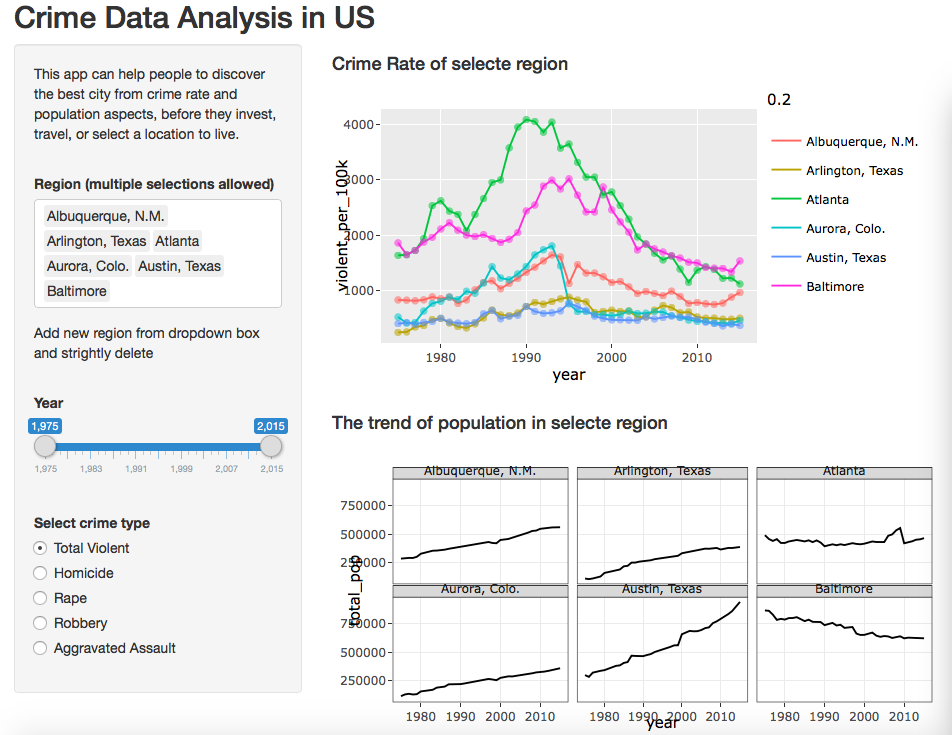 Crime Data Analysis in US
This app can help people to discover
the best city from crime rate and
population aspects, before they invest,
travel, or select a location to live.
Region (multiple selections allowed)
Albuquerque, N.M.
Arlington, Texas Atlanta
Aurora, Colo. Austin, Texas
Baltimore
Add new region from dropdown box
and strightly delete
Year
1,975 2,015
1,975 1,983 1,991 1,999 2,007 2,015
Select crime type
Total Violent
Homicide
Rape
Robbery
Aggravated Assault
Crime Rate of selecte region
violent_per_100k
4000
3000
2000
1000
1980 1990 2000 2010
year
0.2
Albuquerque, N.M.
Arlington, Texas
Atlanta
Aurora, Colo.
Austin, Texas
Baltimore
The trend of population in selecte region
total_pop
Albuquerque, N.M. Arlington, Texas Atlanta
750000
500000
250000
Aurora, Colo. Austin, Texas Baltimore
750000
500000
250000
1980 1990 2000 2010 1980 1990 2000 2010 1980 1990 2000 2010
year